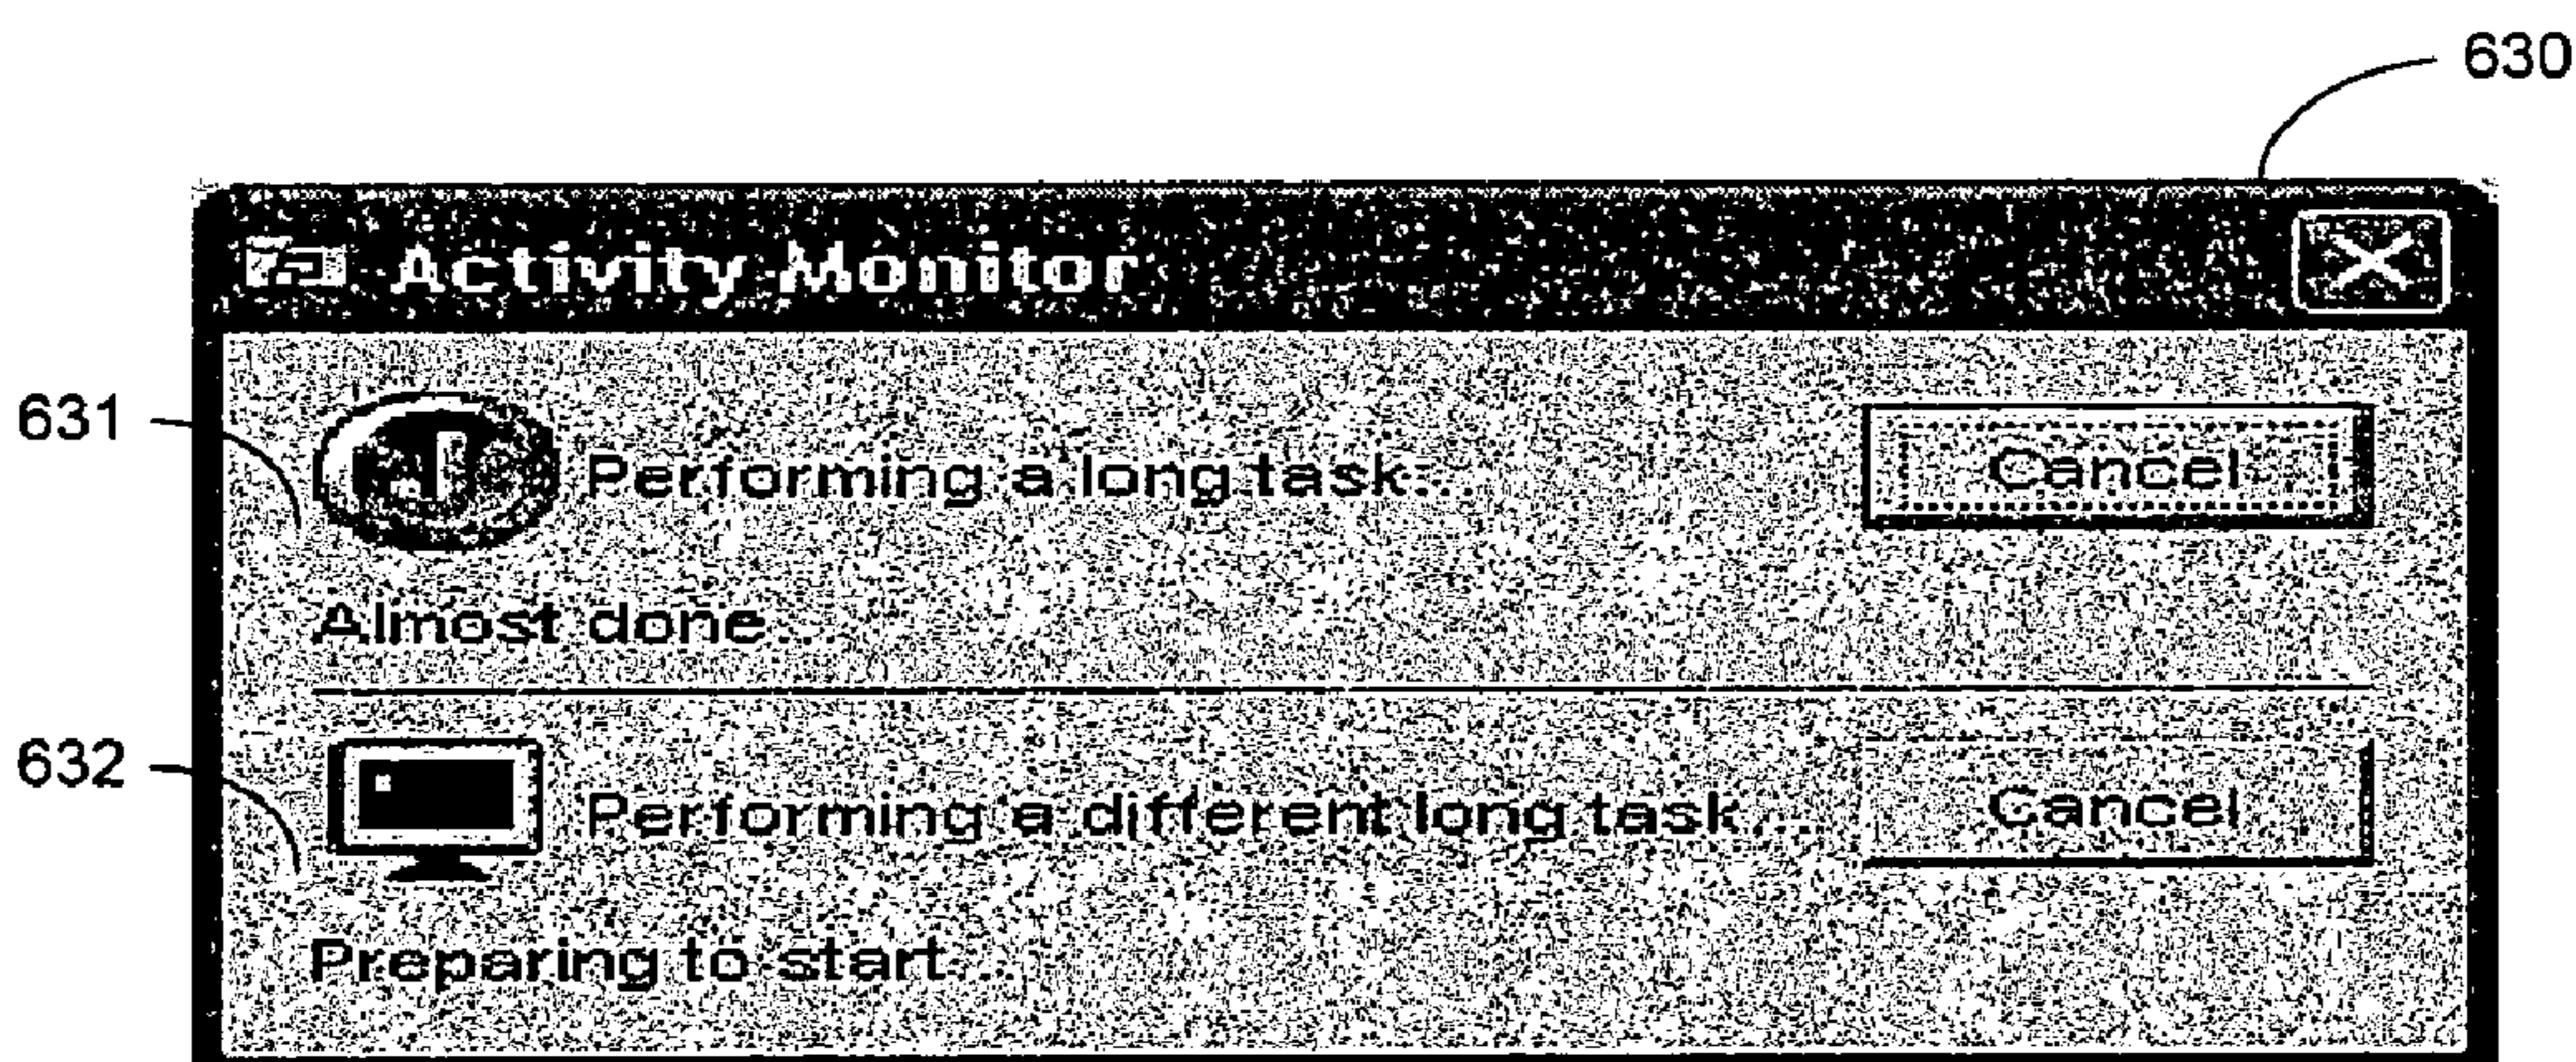 630
Activity Monitor
631
Performing a long task...
Cancel
Almost done...
632
Performing a different long task...
Cancel
Preparing to start...